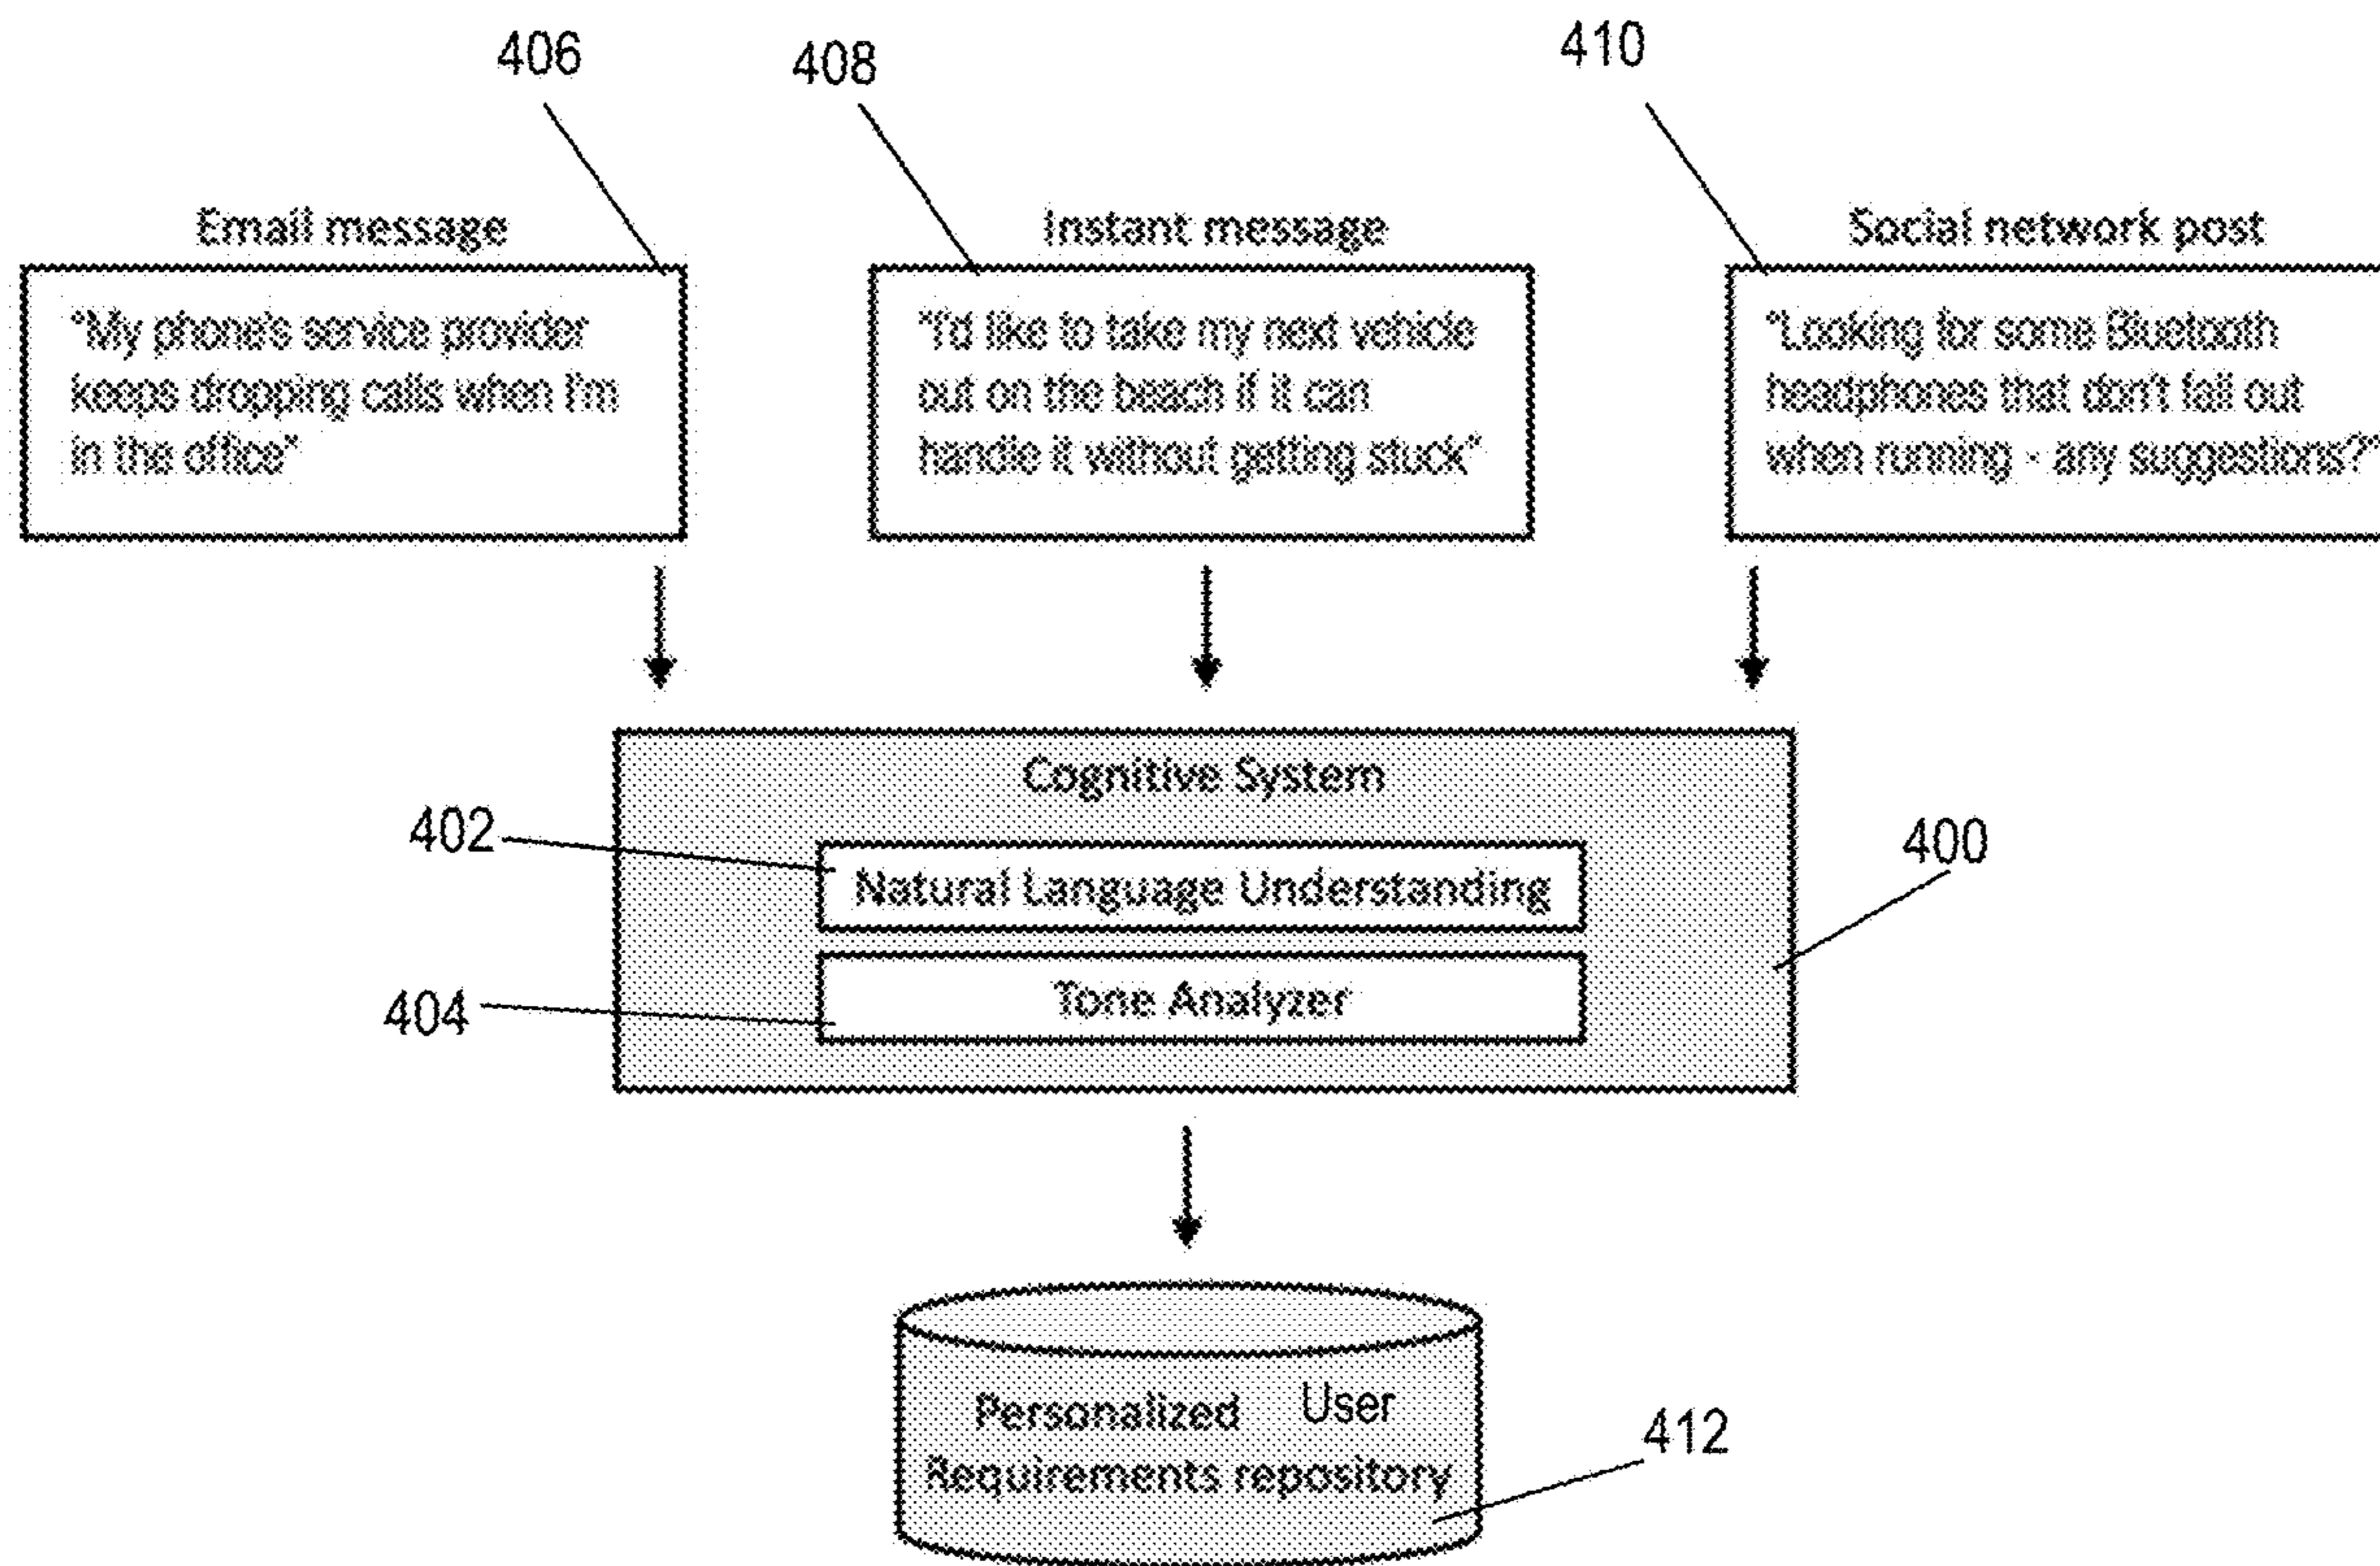 406
408
410
Email message
Instant message
Social network post
"My phone's service provider
keeps dropping calls when I'm
in the office"
"I'd like to take my next vehicle
out on the beach if it can
handle it without getting stuck"
"Looking for some Bluetooth
headphones that don't fall out
when running - any suggestions?"
Cognitive System
402
Natural Language Understanding
400
404
Tone Analyzer
Personalized User
Requirements repository
412